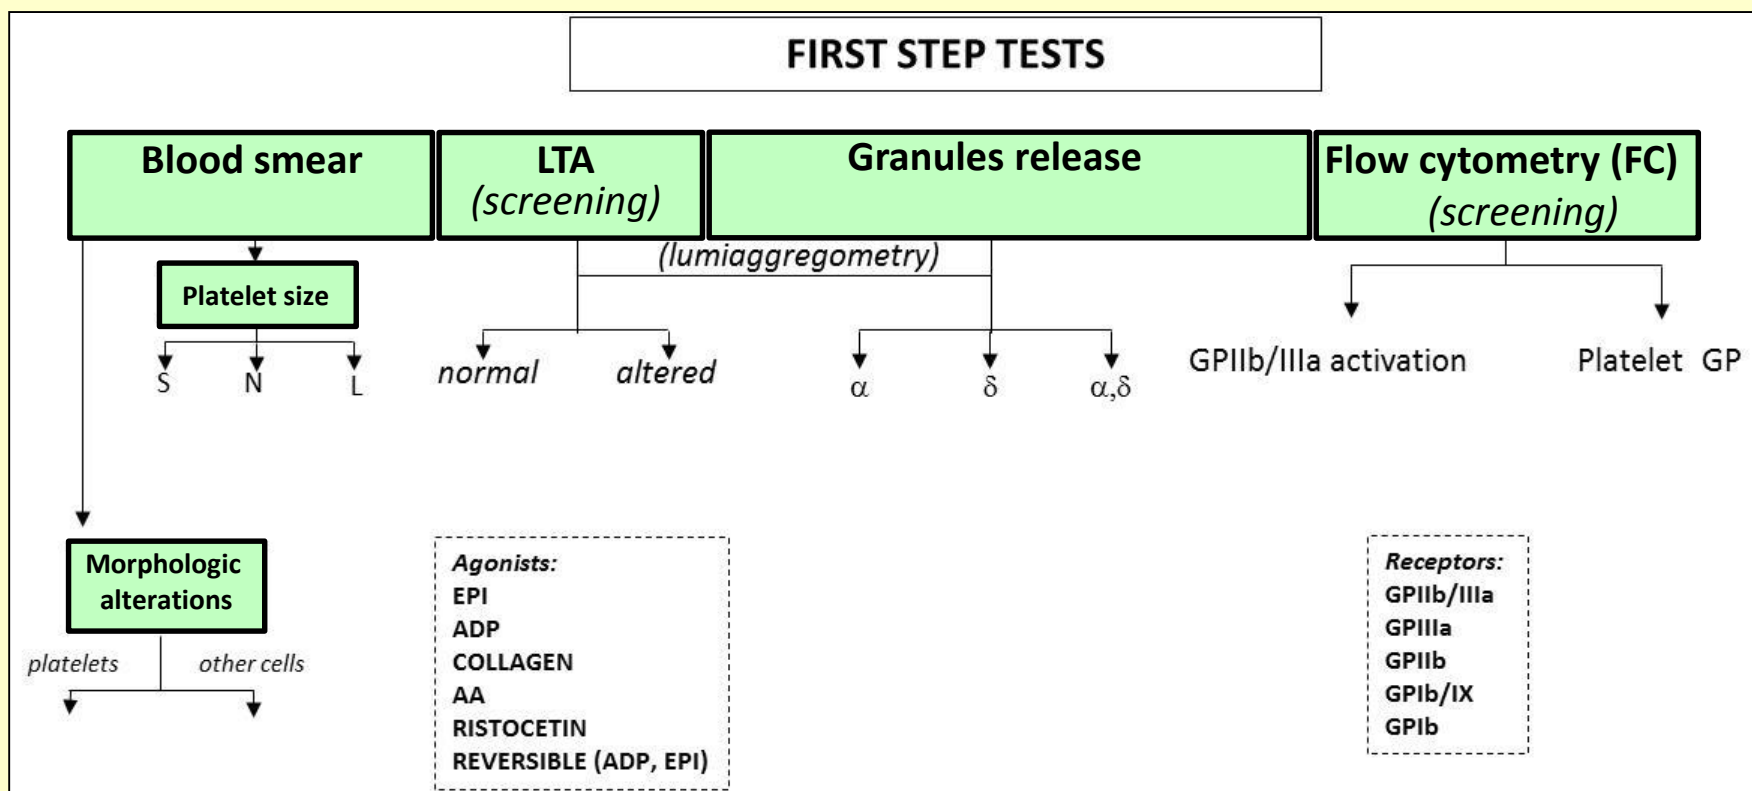 FIRST STEP TESTS
Blood smear
LTA
(screening)
Granules release
Flow cytometry (FC)
(screening)
(lumiaggregometry)
Platelet size
S
N
L
normal
altered
α
δ
α,δ
GPIIb/IIIa activation
Platelet GP
Morphologic
alterations
platelets
other cells
Agonists:
EPI
ADP
COLLAGEN
AA
RISTOCETIN
REVERSIBLE (ADP, EPI)
Receptors:
GPIIb/IIIa
GPIIIa
GPIIb
GPIb/IX
GPIb